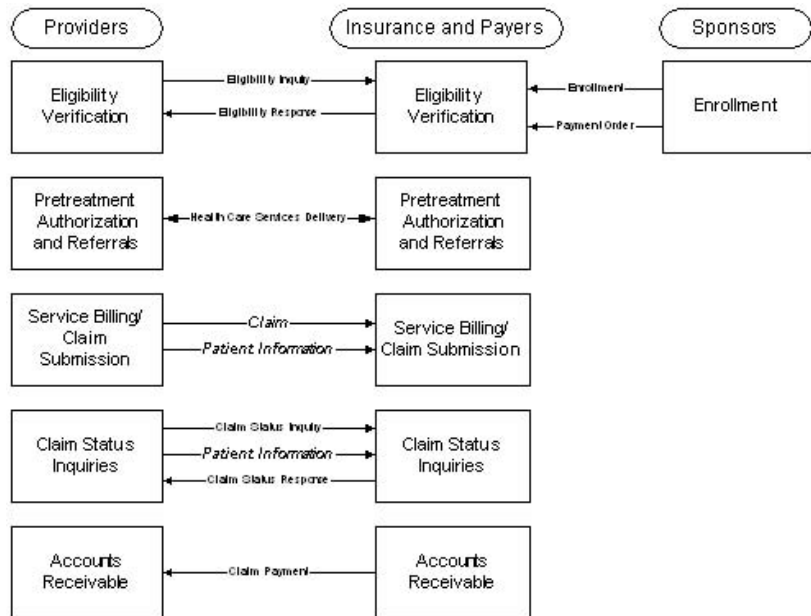 Providers
Insurance and Payers
Sponsors
Eligibility
Verification
Eligibility Inquity
Eligibility Response
Eligibility
Verification
Enrollment
Payment Order
Enrollment
Pretreatment
Authorization
and Referrals
Health Care Services Delivery
Pretreatment
Authorization
and Referrals
Service Billing/
Claim
Submission
Claim
Patient Information
Service Billing/
Claim Submission
Claim Status
Inquiries
Claim Status Inquity
Patient Information
Claim Status Response
Claim Status
Inquiries
Accounts
Receivable
Claim Payment
Accounts
Receivable